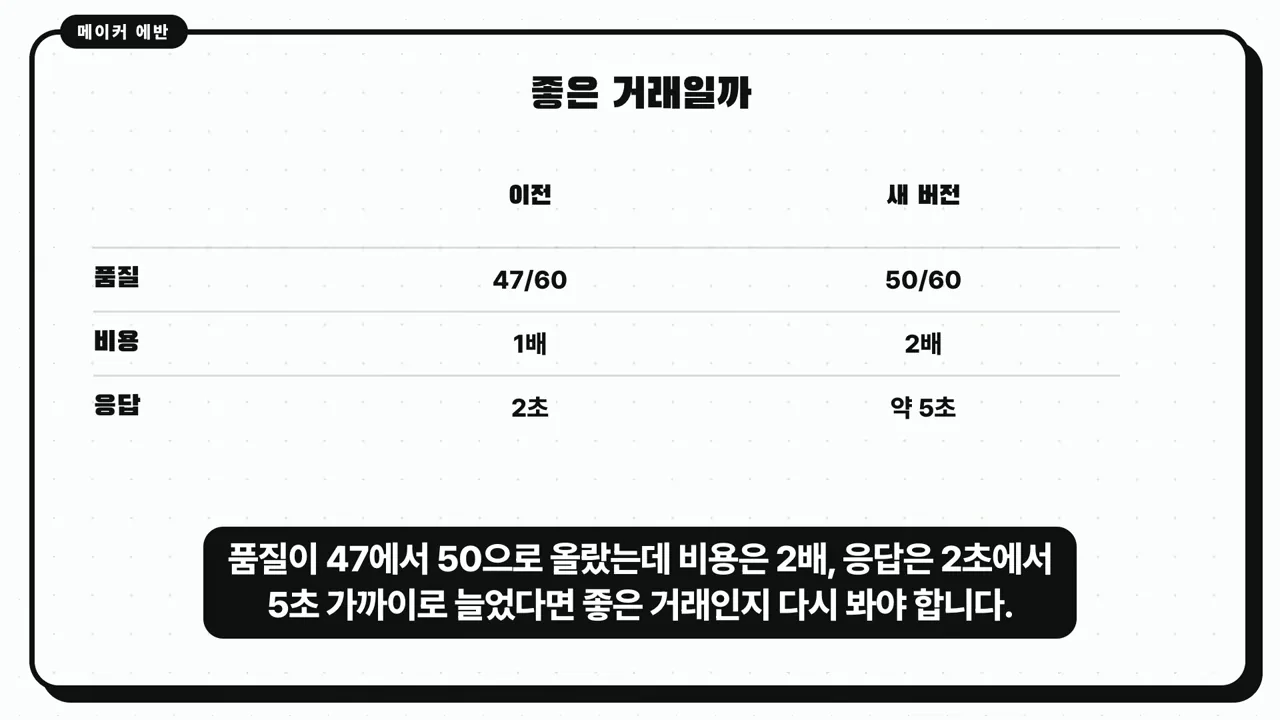 메이커 에반
좋은 거래일까
이전 새 버전
품질 47/60 50/60
비용 1배 2배
응답 2초 약 5초
품질이 47에서 50으로 올랐는데 비용은 2배, 응답은 2초에서
5초 가까이로 늘었다면 좋은 거래인지 다시 봐야 합니다.